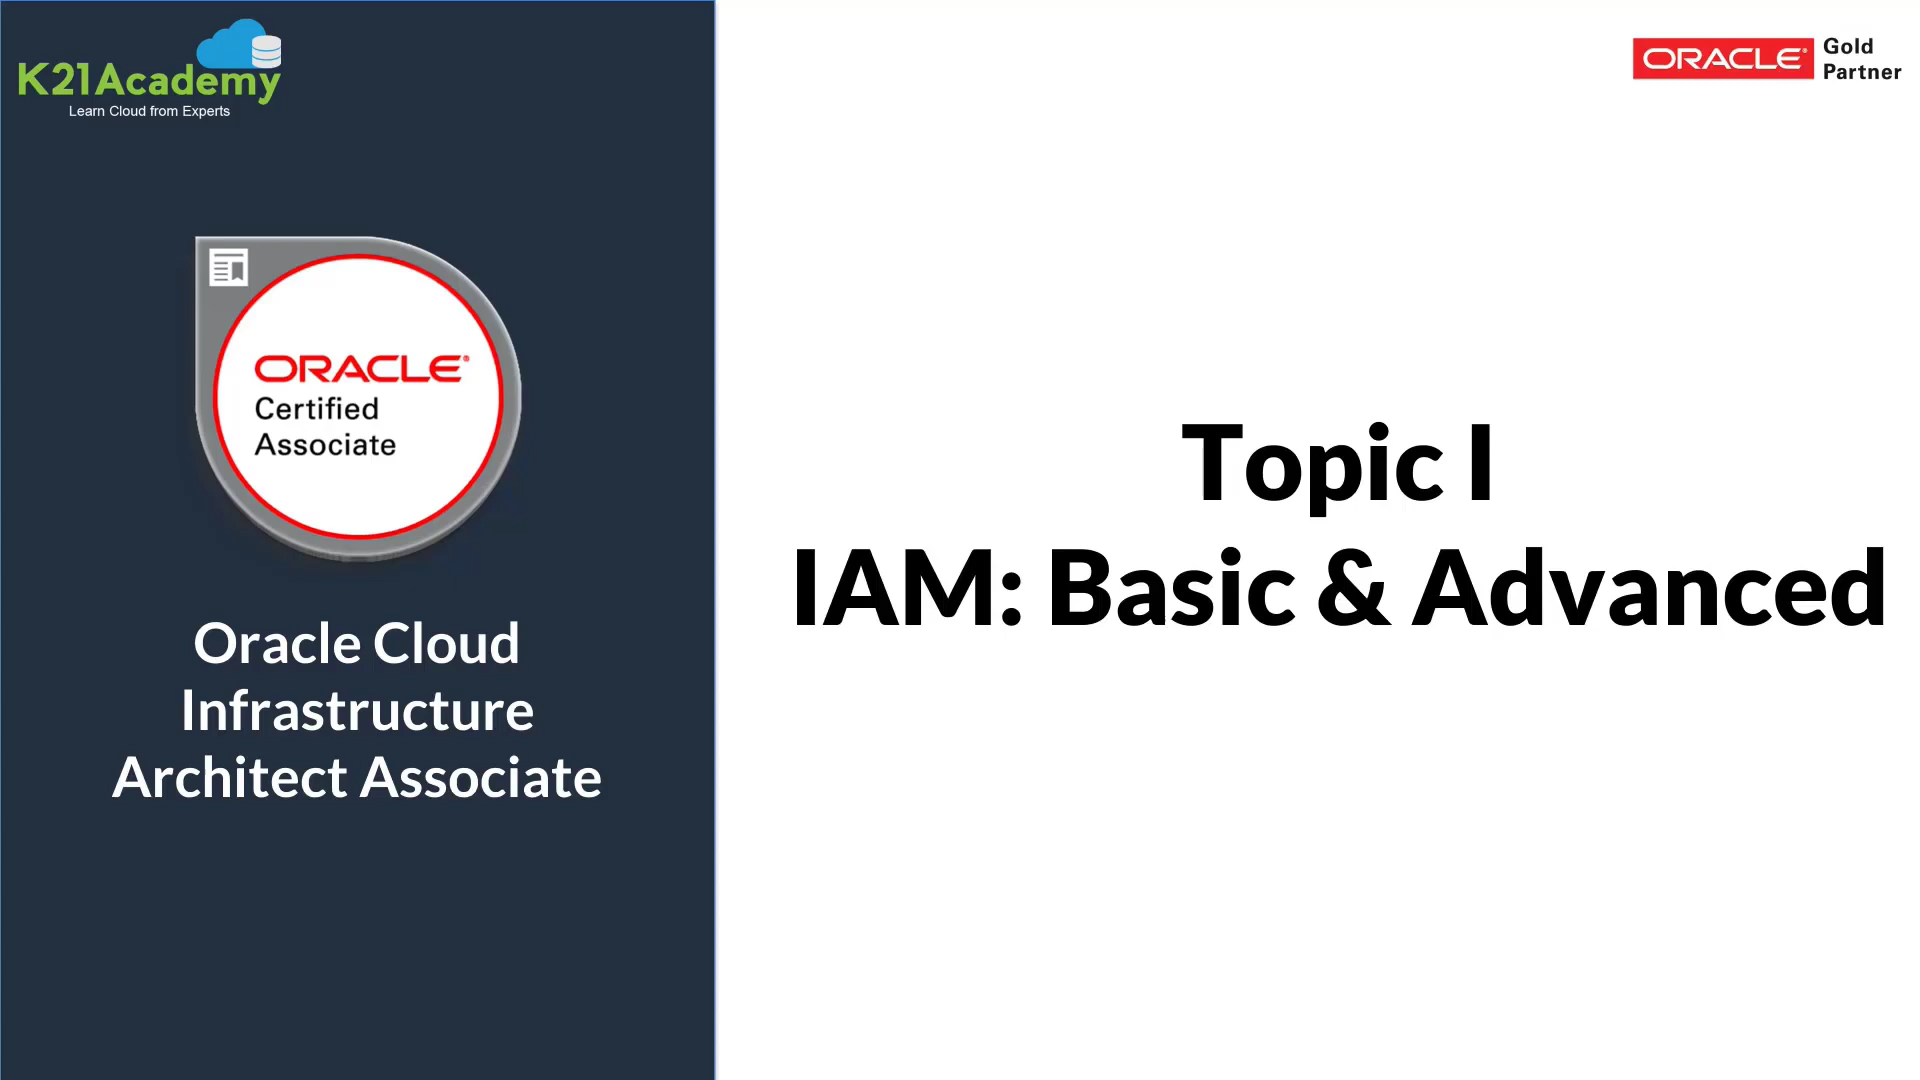 K21Academy
Learn Cloud from Experts
ORACLE®
Certified
Associate
Oracle Cloud
Infrastructure
Architect Associate
ORACLE®
Gold
Partner
Topic I
IAM: Basic & Advanced